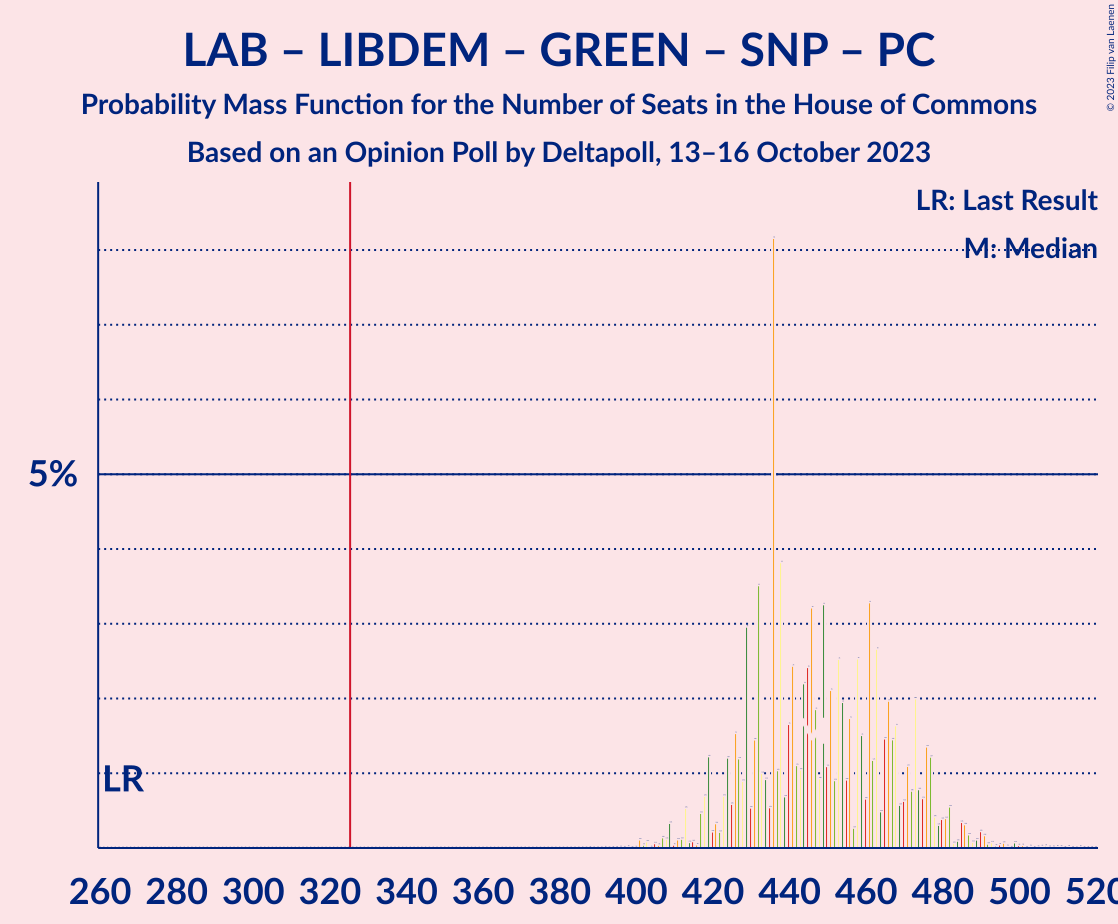 LAB – LIBDEM – GREEN – SNP – PC
Probability Mass Function for the Number of Seats in the House of Commons
Based on an Opinion Poll by Deltapoll, 13–16 October 2023
© 2023 Filip van Laenen
LR: Last Result
M: Median
5%
LR
260 280 300 320 340 360 380 400 420 440 460 480 500 520